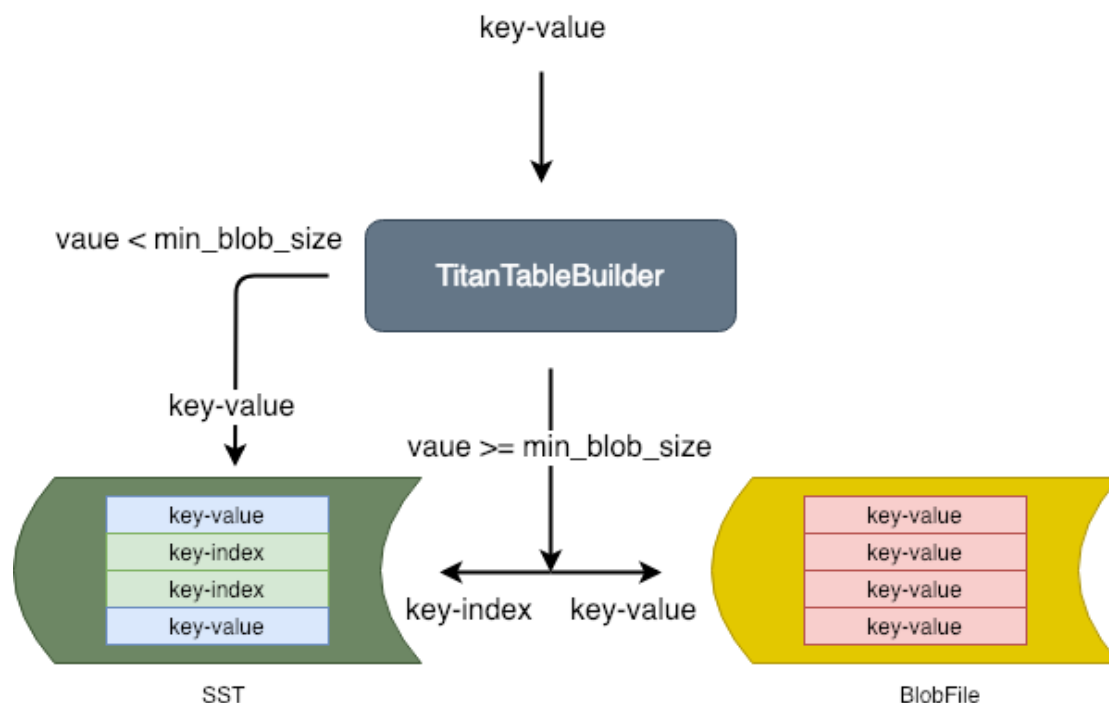 key-value
vaue < min_blob_size
TitanTableBuilder
key-value
vaue >= min_blob_size
key-value
key-index
key-index
key-value
key-index
key-value
key-value
key-value
key-value
key-value
SST
BlobFile